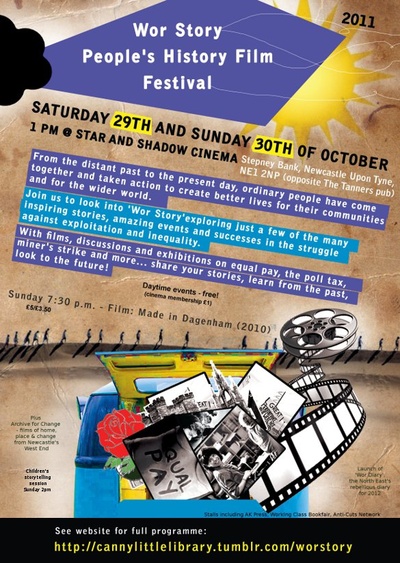 2011
Wor Story
People's History Film
Festival
SATURDAY 29TH AND SUNDAY 30TH OF OCTOBER
1 PM @ STAR AND SHADOW CINEMA
Stepney Bank, Newcastle Upon Tyne,
NE1 2NP (opposite The Tanners pub)
From the distant past to the present day, ordinary people have come
together and taken action to create better lives for their communities
and for the wider world.
Join us to look into 'Wor Story'exploring just a few of the many
inspiring stories, amazing events and successes in the struggle
against exploitation and inequality.
With films, discussions and exhibitions on equal pay, the poll tax,
miner's strike and more... share your stories, learn from the past,
look to the future!
Daytime events - free!
(cinema membership £1)
Sunday 7:30 p.m. - Film: Made in Dagenham (2010)
£5/£3.50
Plus
Archive for Change
- films of home,
place & change
from Newcastle's
West End
Children's
storytelling
session
Sunday 2pm
EQUAL
PAY
Launch of
'Wor Diary'
the North East's
rebellious diary
for 2012
Stalls including AK Press, Working Class Bookfair, Anti-Cuts Network
See website for full programme:
http://cannylittlelibrary.tumblr.com/worstory